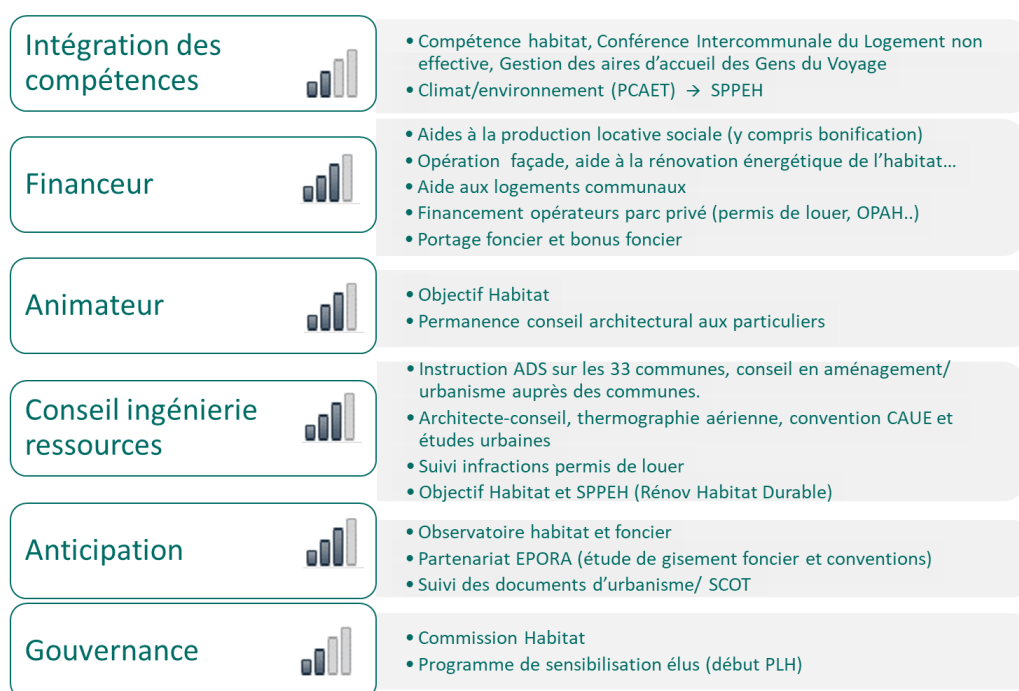 Intégration des
compétences
• Compétence habitat, Conférence Intercommunale du Logement non
effective, Gestion des aires d'accueil des Gens du Voyage
• Climat/environnement (PCAET) → SPPEH
Financeur
• Aides à la production locative sociale (y compris bonification)
• Opération façade, aide à la rénovation énergétique de l'habitat…
• Aide aux logements communaux
• Financement opérateurs parc privé (permis de louer, OPAH..)
• Portage foncier et bonus foncier
Animateur
• Objectif Habitat
• Permanence conseil architectural aux particuliers
Conseil ingénierie
ressources
• Instruction ADS sur les 33 communes, conseil en aménagement/
urbanisme auprès des communes.
• Architecte-conseil, thermographie aérienne, convention CAUE et
études urbaines
• Suivi infractions permis de louer
• Objectif Habitat et SPPEH (Rénov Habitat Durable)
Anticipation
• Observatoire habitat et foncier
• Partenariat EPORA (étude de gisement foncier et conventions)
• Suivi des documents d'urbanisme/ SCOT
Gouvernance
• Commission Habitat
• Programme de sensibilisation élus (début PLH)